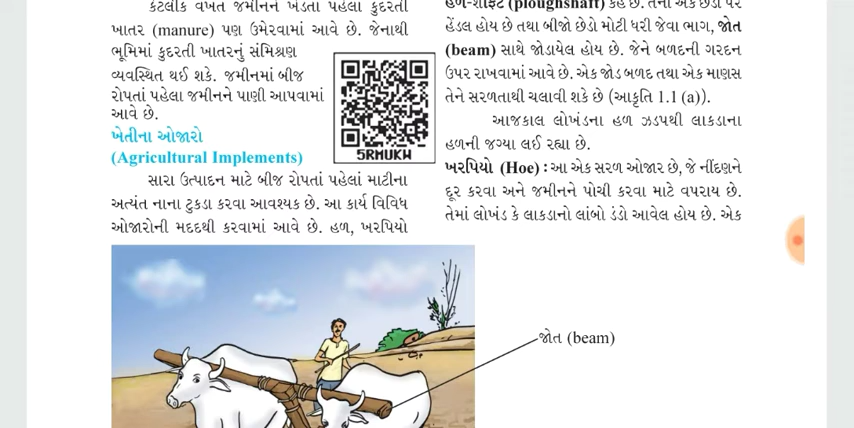 કેટલીક વખત જમીનને ખેડતા પહેલા કુદરતી
ખાતર (manure) પણ ઉમેરવામાં આવે છે. જેનાથી
ભૂમિમાં કુદરતી ખાતરનું સંમિશ્રણ
વ્યવસ્થિત થઈ શકે. જમીનમાં બીજ
રોપતાં પહેલા જમીનને પાણી આપવામાં
આવે છે.
5RMUKW
ખેતીના ઓજારો
(Agricultural Implements)
સારા ઉત્પાદન માટે બીજ રોપતાં પહેલાં માટીના
અત્યંત નાના ટુકડા કરવા આવશ્યક છે. આ કાર્ય વિવિધ
ઓજારોની મદદથી કરવામાં આવે છે. હળ, ખરપિયો
હળ-શાફ્ટ (ploughshaft) કહે છે. તેના એક છેડા પર
હેંડલ હોય છે તથા બીજો છેડો મોટી ધરી જેવા ભાગ, જોત
(beam) સાથે જોડાયેલ હોય છે. જેને બળદની ગરદન
ઉપર રાખવામાં આવે છે. એક જોડ બળદ તથા એક માણસ
તેને સરળતાથી ચલાવી શકે છે (આકૃતિ 1.1 (a)).
આજકાલ લોખંડના હળ ઝડપથી લાકડાના
હળની જગ્યા લઈ રહ્યા છે.
ખરપિયો (Hoe) : આ એક સરળ ઓજાર છે, જે નીંદણને
દૂર કરવા અને જમીનને પોચી કરવા માટે વપરાય છે.
તેમાં લોખંડ કે લાકડાનો લાંબો ડંડો આવેલ હોય છે. એક
જોત (beam)